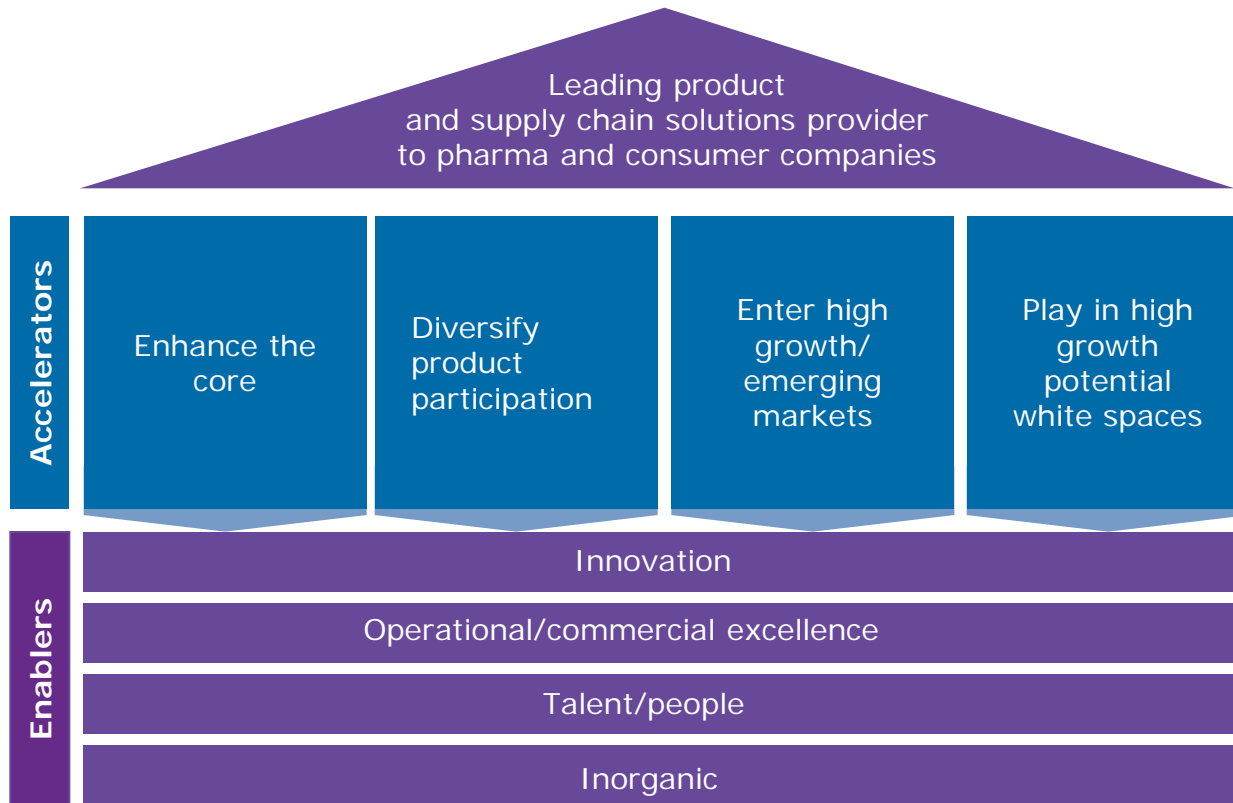 Leading product
and supply chain solutions provider
to pharma and consumer companies
Accelerators
Enhance the
core
Diversify
product
participation
Enter high
growth/
emerging
markets
Play in high
growth
potential
white spaces
Enablers
Innovation
Operational/commercial excellence
Talent/people
Inorganic